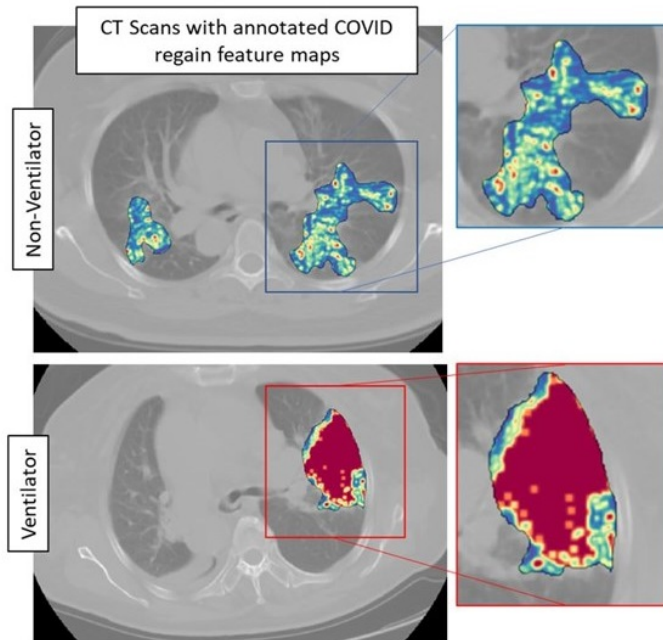 CT Scans with annotated COVID
regain feature maps
Non-Ventilator
Ventilator